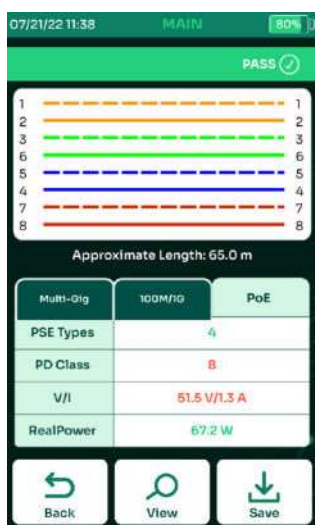 07/21/22 11:38 MAIN 80%
PASS
1 1
2 2
3 3
6 6
5 5
4 4
7 7
8 8
Approximate Length: 65.0 m
Multi-Gig 100M/1G PoE
PSE Types 4
PD Class 8
V/I 51.5 V/1.3 A
RealPower 67.2 W
Back View Save